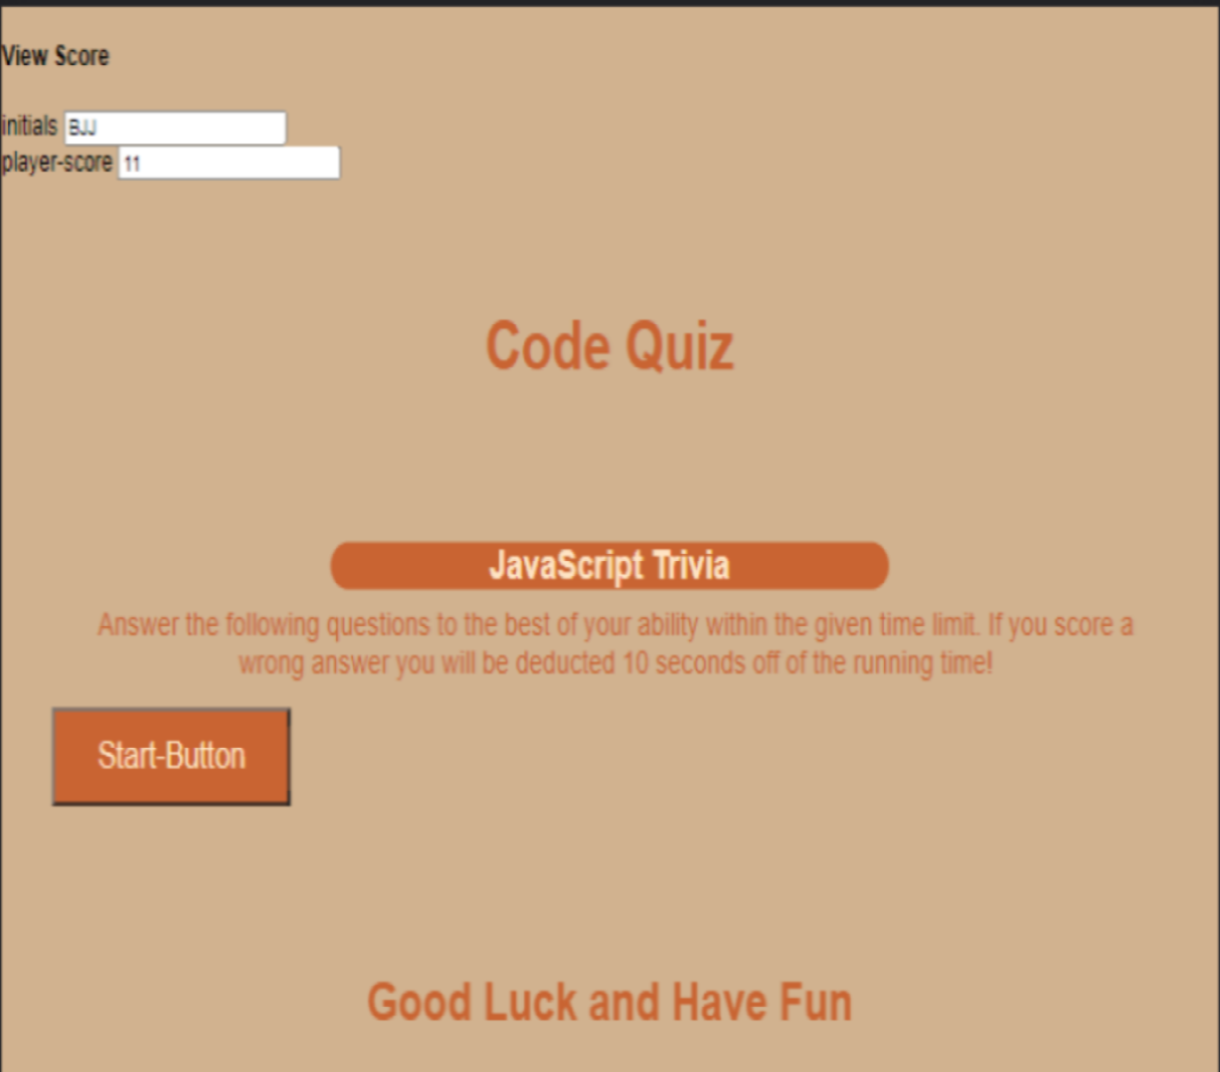 View Score
initials BJJ
player-score 11
Code Quiz
JavaScript Trivia
Answer the following questions to the best of your ability within the given time limit. If you score a
wrong answer you will be deducted 10 seconds off of the running time!
Start-Button
Good Luck and Have Fun